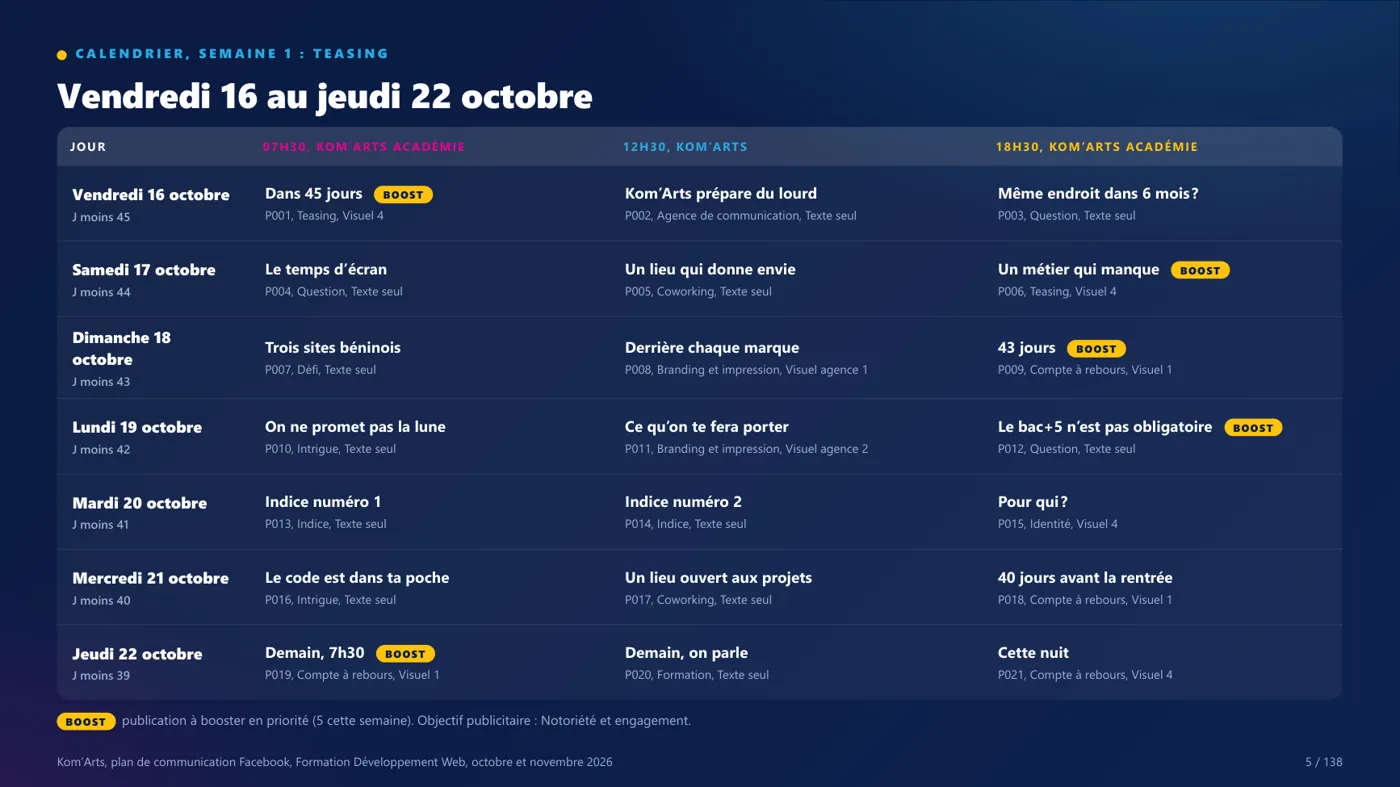 CALENDRIER, SEMAINE 1 : TEASING
Vendredi 16 au jeudi 22 octobre
JOUR
07H30, KOM’ARTS ACADÉMIE
12H30, KOM’ARTS
18H30, KOM’ARTS ACADÉMIE
Vendredi 16 octobre
J moins 45
Dans 45 jours BOOST
P001, Teasing, Visuel 4
Kom’Arts prépare du lourd
P002, Agence de communication, Texte seul
Même endroit dans 6 mois ?
P003, Question, Texte seul
Samedi 17 octobre
J moins 44
Le temps d’écran
P004, Question, Texte seul
Un lieu qui donne envie
P005, Coworking, Texte seul
Un métier qui manque BOOST
P006, Teasing, Visuel 4
Dimanche 18
octobre
J moins 43
Trois sites béninois
P007, Défi, Texte seul
Derrière chaque marque
P008, Branding et impression, Visuel agence 1
43 jours BOOST
P009, Compte à rebours, Visuel 1
Lundi 19 octobre
J moins 42
On ne promet pas la lune
P010, Intrigue, Texte seul
Ce qu’on te fera porter
P011, Branding et impression, Visuel agence 2
Le bac+5 n’est pas obligatoire BOOST
P012, Question, Texte seul
Mardi 20 octobre
J moins 41
Indice numéro 1
P013, Indice, Texte seul
Indice numéro 2
P014, Indice, Texte seul
Pour qui ?
P015, Identité, Visuel 4
Mercredi 21 octobre
J moins 40
Le code est dans ta poche
P016, Intrigue, Texte seul
Un lieu ouvert aux projets
P017, Coworking, Texte seul
40 jours avant la rentrée
P018, Compte à rebours, Visuel 1
Jeudi 22 octobre
J moins 39
Demain, 7h30 BOOST
P019, Compte à rebours, Visuel 1
Demain, on parle
P020, Formation, Texte seul
Cette nuit
P021, Compte à rebours, Visuel 4
BOOST publication à booster en priorité (5 cette semaine). Objectif publicitaire : Notoriété et engagement.
Kom’Arts, plan de communication Facebook, Formation Développement Web, octobre et novembre 2026
5 / 138